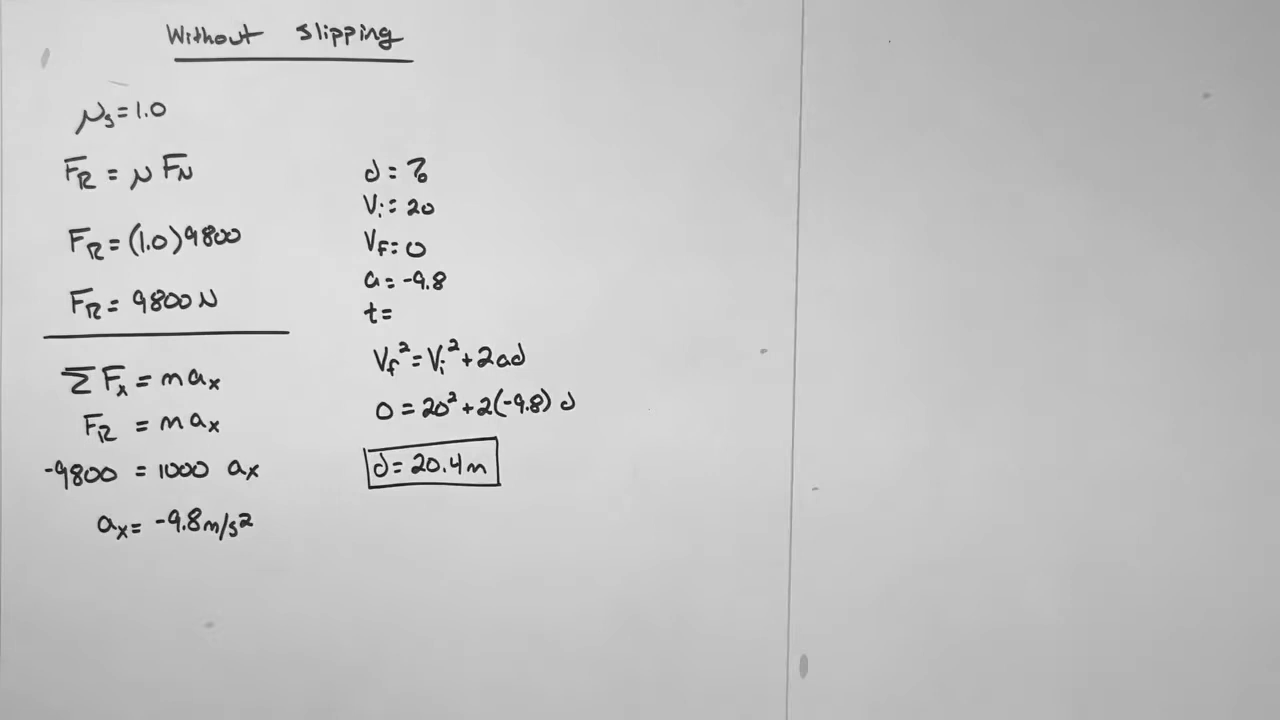 Without slipping
μs = 1.0
FR = μ FN
FR = (1.0) 9800
FR = 9800 N
Σ Fx = m ax
FR = m ax
-9800 = 1000 ax
ax = -9.8 m/s²
d = ?
Vi = 20
Vf = 0
a = -9.8
t =
Vf² = Vi² + 2ad
0 = 20² + 2(-9.8) d
d = 20.4 m